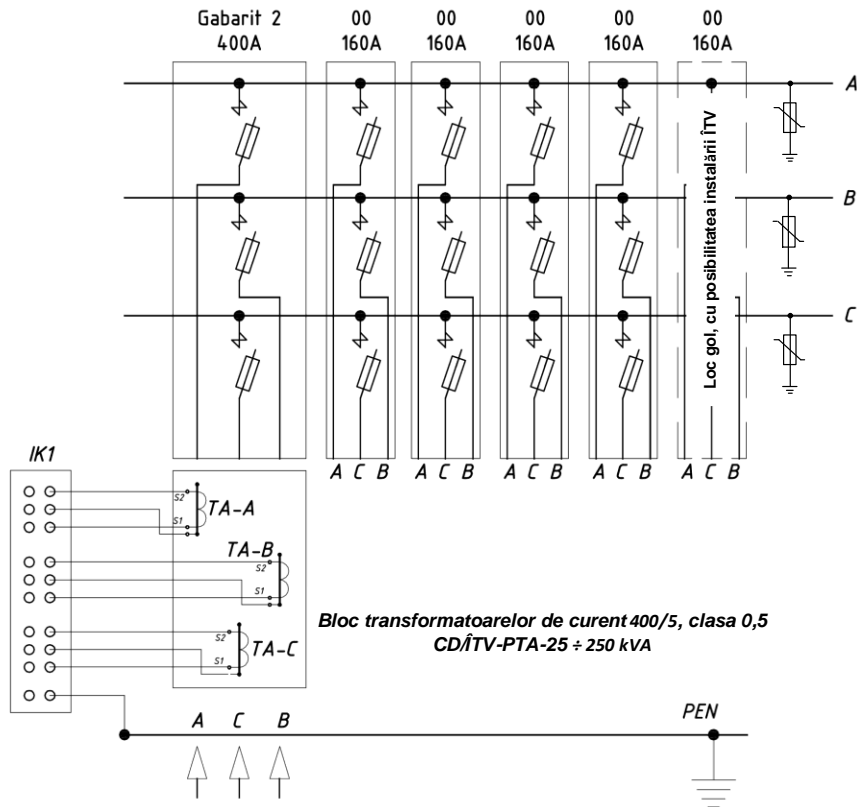 Gabarit 2 00 00 00 00 00
400A 160A 160A 160A 160A 160A
A
B
C
Loc gol, cu posibilitatea instalării ÎTV
A C B A C B A C B A C B A C B
IK1
S2
TA-A
S1
TA-B
S2
S1
S2
TA-C
S1
Bloc transformatoarelor de curent 400/5, clasa 0,5
CD/ÎTV-PTA-25 ÷ 250 kVA
A C B PEN